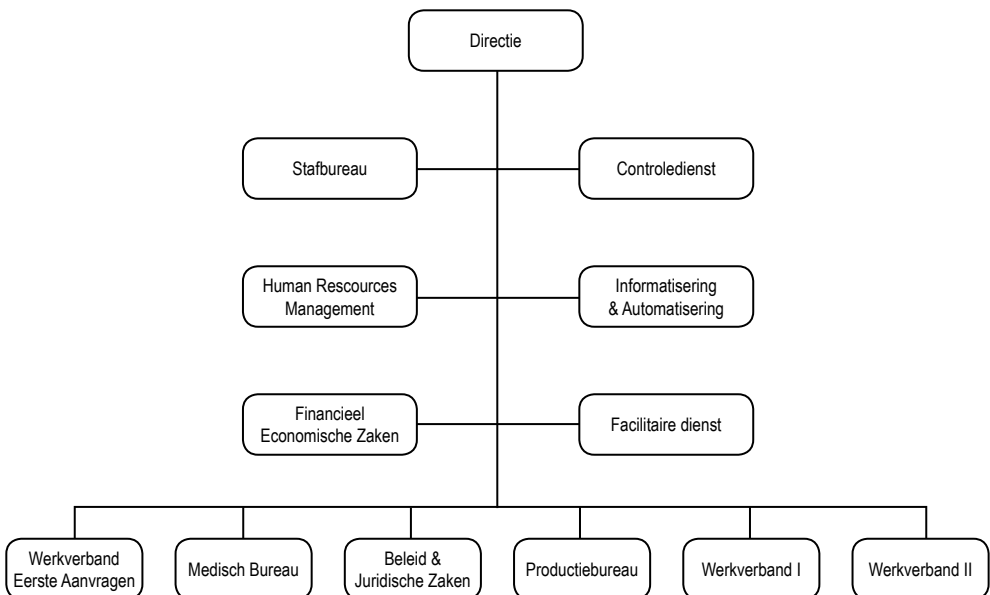 Directie
Stafbureau
Controledienst
Human Rescources
Management
Informatisering
& Automatisering
Financieel
Economische Zaken
Facilitaire dienst
Werkverband
Eerste Aanvragen
Medisch Bureau
Beleid &
Juridische Zaken
Productiebureau
Werkverband I
Werkverband II